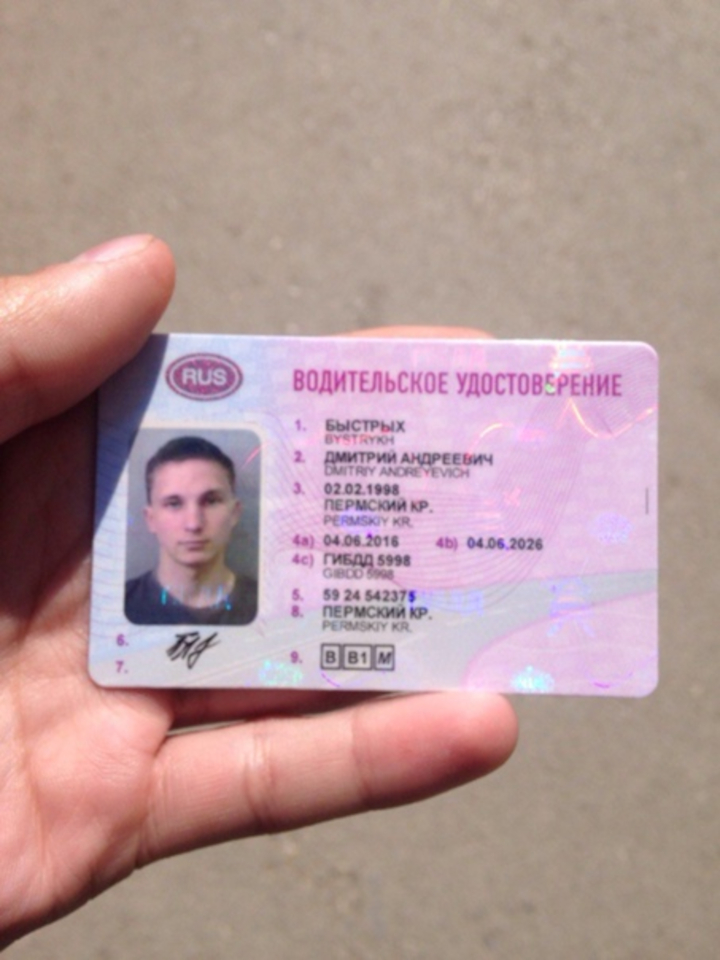 RUS
ВОДИТЕЛЬСКОЕ УДОСТОВЕРЕНИЕ
1. БЫСТРЫХ
BYSTRYKH
2. ДМИТРИЙ АНДРЕЕВИЧ
DMITRIY ANDREYEVICH
3. 02.02.1998
ПЕРМСКИЙ КР.
PERMSKIY KR.
4a) 04.06.2016 4b) 04.06.2026
4c) ГИБДД 5998
GIBDD 5998
5. 59 24 542375
8. ПЕРМСКИЙ КР.
PERMSKIY KR.
6.
7.
9. B B1 M